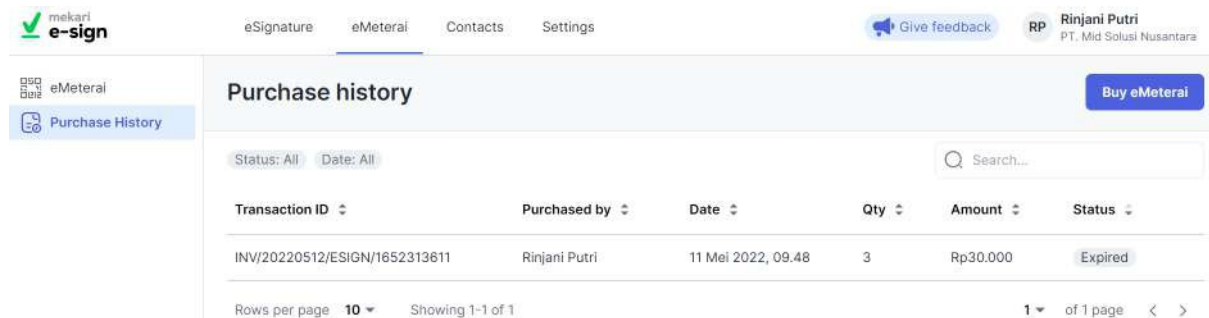 mekari
e-sign
eSignature eMeterai Contacts Settings
Give feedback
RP
Rinjani Putri
PT. Mid Solusi Nusantara
eMeterai
Purchase History
Purchase history
Buy eMeterai
Status: All Date: All
Search...
Transaction ID Purchased by Date Qty Amount Status
INV/20220512/ESIGN/1652313611 Rinjani Putri 11 Mei 2022, 09.48 3 Rp30.000 Expired
Rows per page 10 Showing 1-1 of 1 1 of 1 page